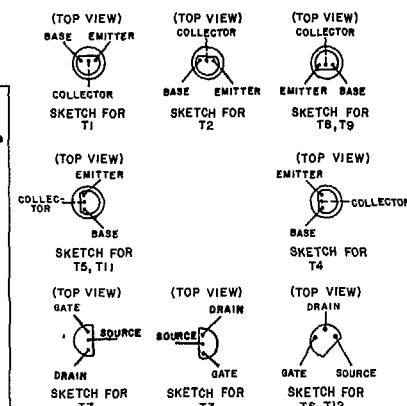 (TOP VIEW)
BASE EMITTER
COLLECTOR
SKETCH FOR
T1
(TOP VIEW)
COLLECTOR
BASE EMITTER
SKETCH FOR
T2
(TOP VIEW)
COLLECTOR
EMITTER BASE
SKETCH FOR
T8, T9
(TOP VIEW)
EMITTER
COLLEC-
TOR
BASE
SKETCH FOR
T5, T11
(TOP VIEW)
EMITTER
COLLECTOR
BASE
SKETCH FOR
T4
(TOP VIEW)
GATE
SOURCE
DRAIN
SKETCH FOR
(TOP VIEW)
DRAIN
SOURCE
GATE
SKETCH FOR
(TOP VIEW)
DRAIN
GATE SOURCE
SKETCH FOR